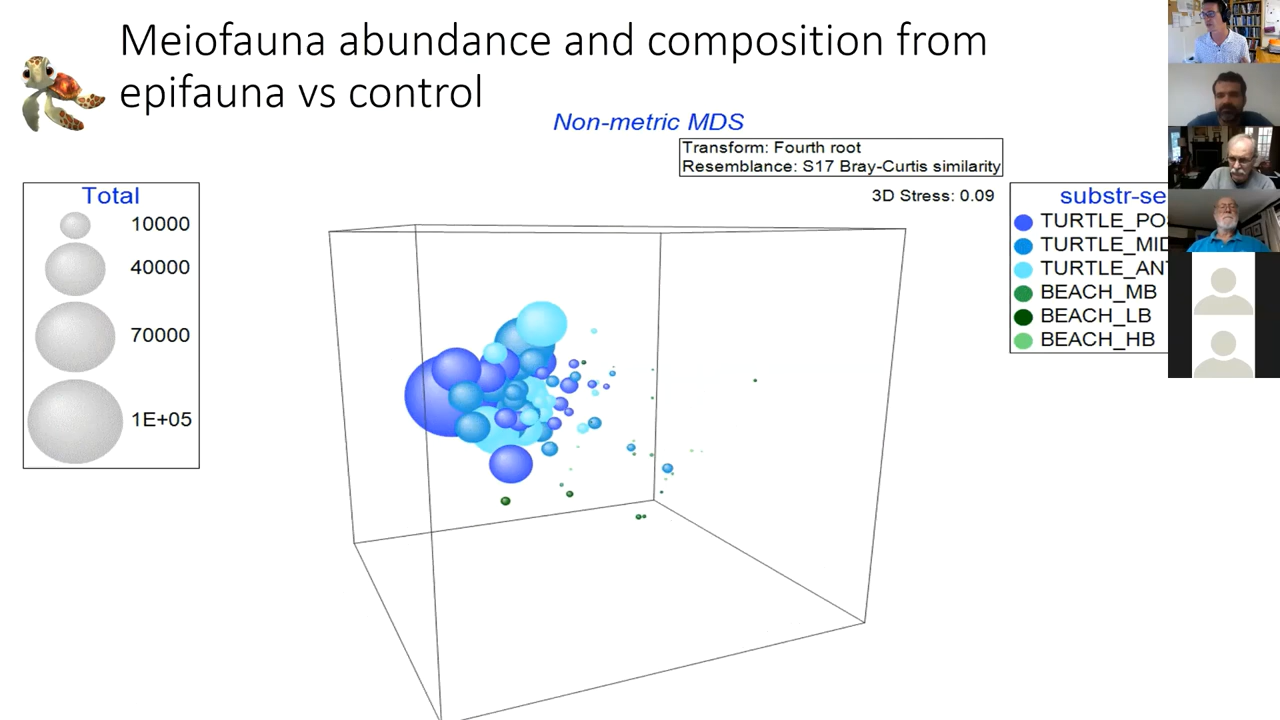 Meiofauna abundance and composition from
epifauna vs control
Non-metric MDS
Transform: Fourth root
Resemblance: S17 Bray-Curtis similarity
3D Stress: 0.09
Total
10000
40000
70000
1E+05
substr-se
TURTLE_PO
TURTLE_MID
TURTLE_ANT
BEACH_MB
BEACH_LB
BEACH_HB